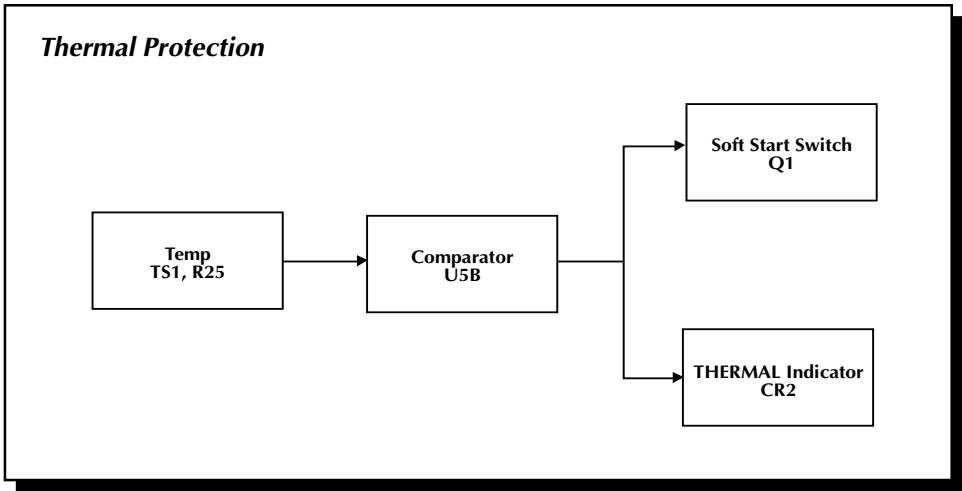 Thermal Protection
Soft Start Switch
Q1
Temp
TS1, R25
Comparator
U5B
THERMAL Indicator
CR2